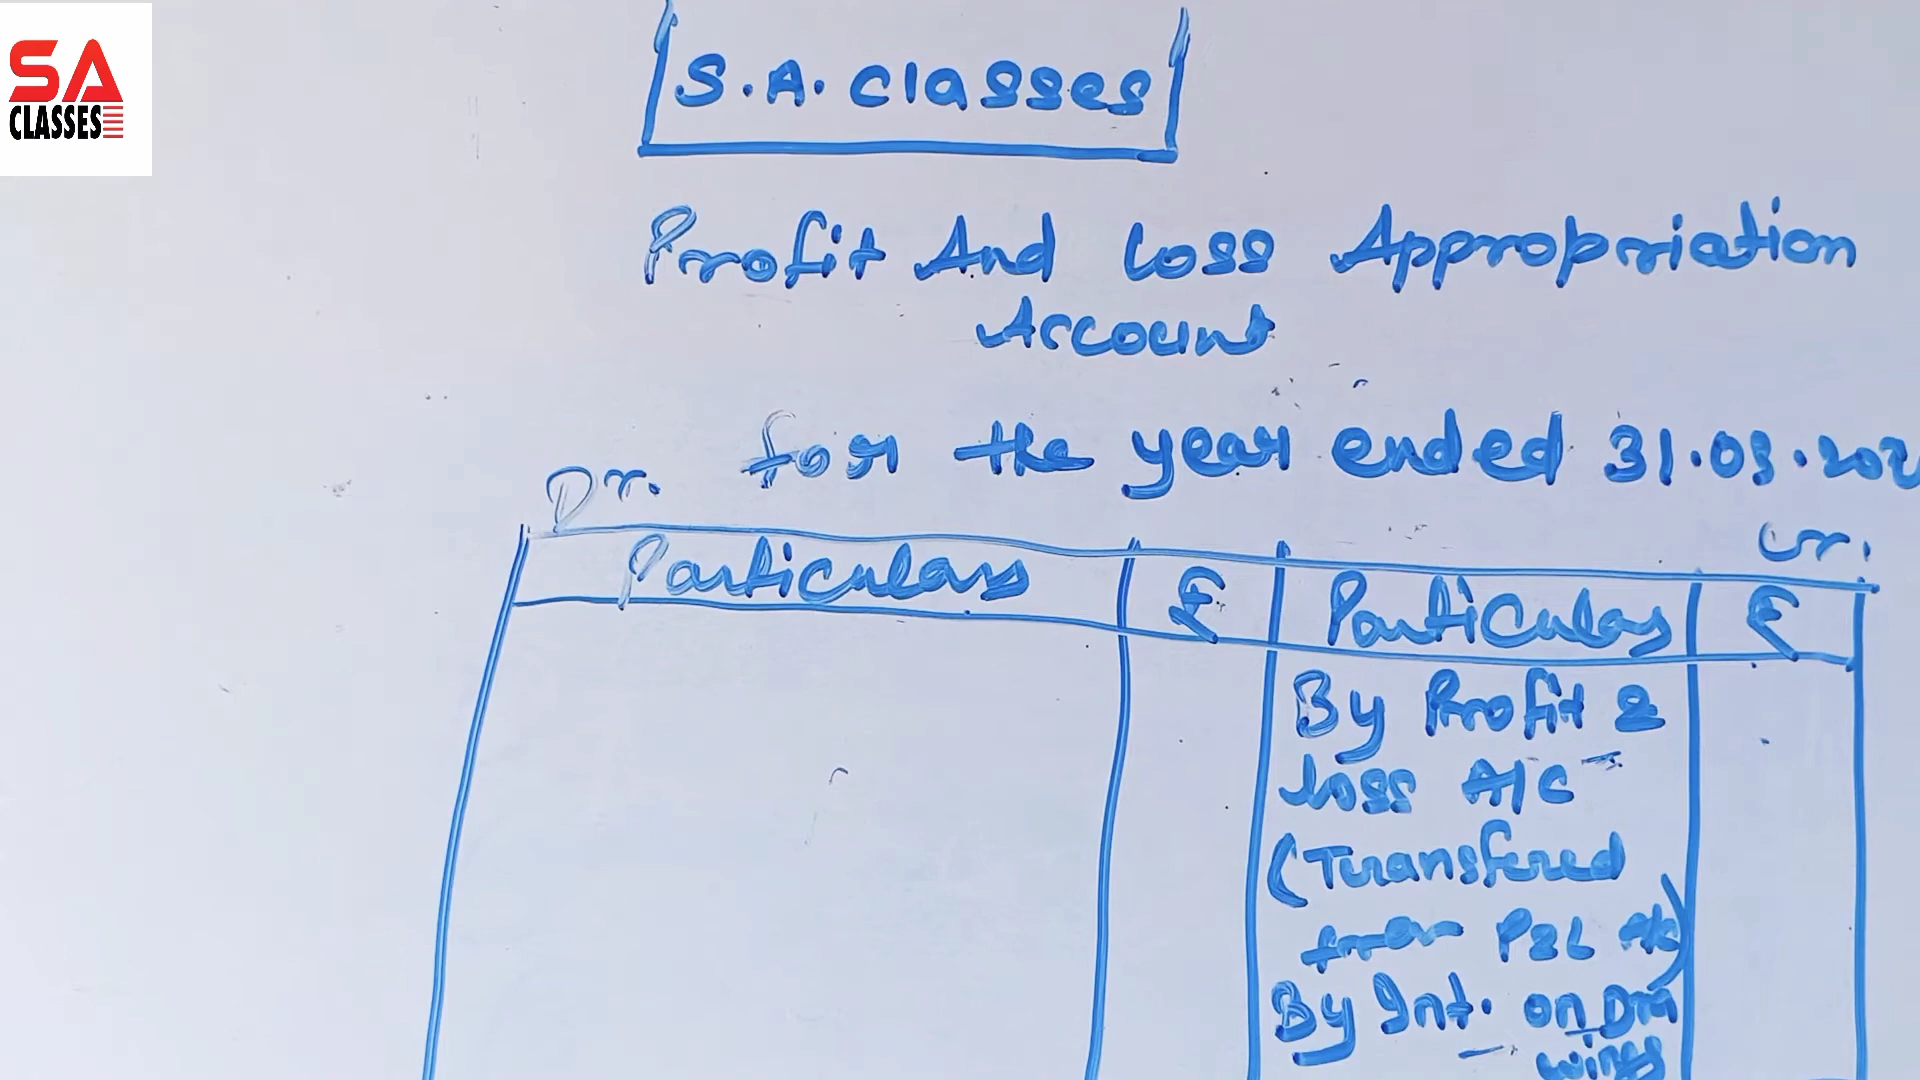 SA
CLASSES
S.A. Classes
Profit And Loss Appropriation
Account
for the year ended 31.03.202
Dr.
Cr.
Particulars ₹ Particulars ₹
By Profit &
Loss A/C
(Transfered
from P&L A/c)
By Int. on Dra
wings